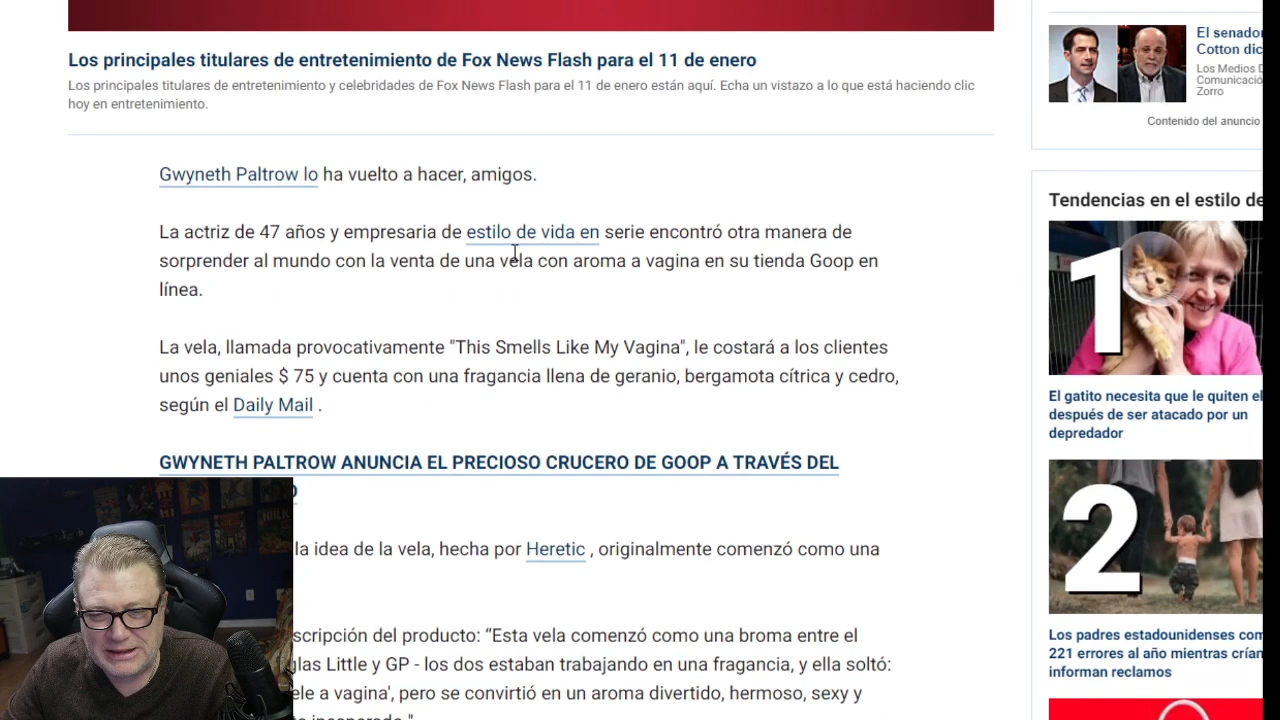 Los principales titulares de entretenimiento de Fox News Flash para el 11 de enero
Los principales titulares de entretenimiento y celebridades de Fox News Flash para el 11 de enero están aquí. Echa un vistazo a lo que está haciendo clic
hoy en entretenimiento.
Gwyneth Paltrow lo ha vuelto a hacer, amigos.
La actriz de 47 años y empresaria de estilo de vida en serie encontró otra manera de
sorprender al mundo con la venta de una vela con aroma a vagina en su tienda Goop en
línea.
La vela, llamada provocativamente "This Smells Like My Vagina", le costará a los clientes
unos geniales $ 75 y cuenta con una fragancia llena de geranio, bergamota cítrica y cedro,
según el Daily Mail .
GWYNETH PALTROW ANUNCIA EL PRECIOSO CRUCERO DE GOOP A TRAVÉS DEL
la idea de la vela, hecha por Heretic , originalmente comenzó como una
scripción del producto: “Esta vela comenzó como una broma entre el
glas Little y GP - los dos estaban trabajando en una fragancia, y ella soltó:
ele a vagina', pero se convirtió en un aroma divertido, hermoso, sexy y
El senador
Cotton dic
Los Medios D
Comunicació
Zorro
Contenido del anuncio
Tendencias en el estilo de
1
El gatito necesita que le quiten el
después de ser atacado por un
depredador
2
Los padres estadounidenses com
221 errores al año mientras crían
informan reclamos